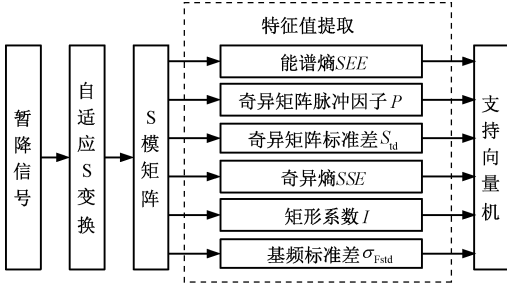 特征值提取
暂降信号
自适应S变换
S模矩阵
能谱熵SEE
奇异矩阵脉冲因子P
奇异矩阵标准差Std
奇异熵SSE
矩形系数I
基频标准差σFstd
支持向量机